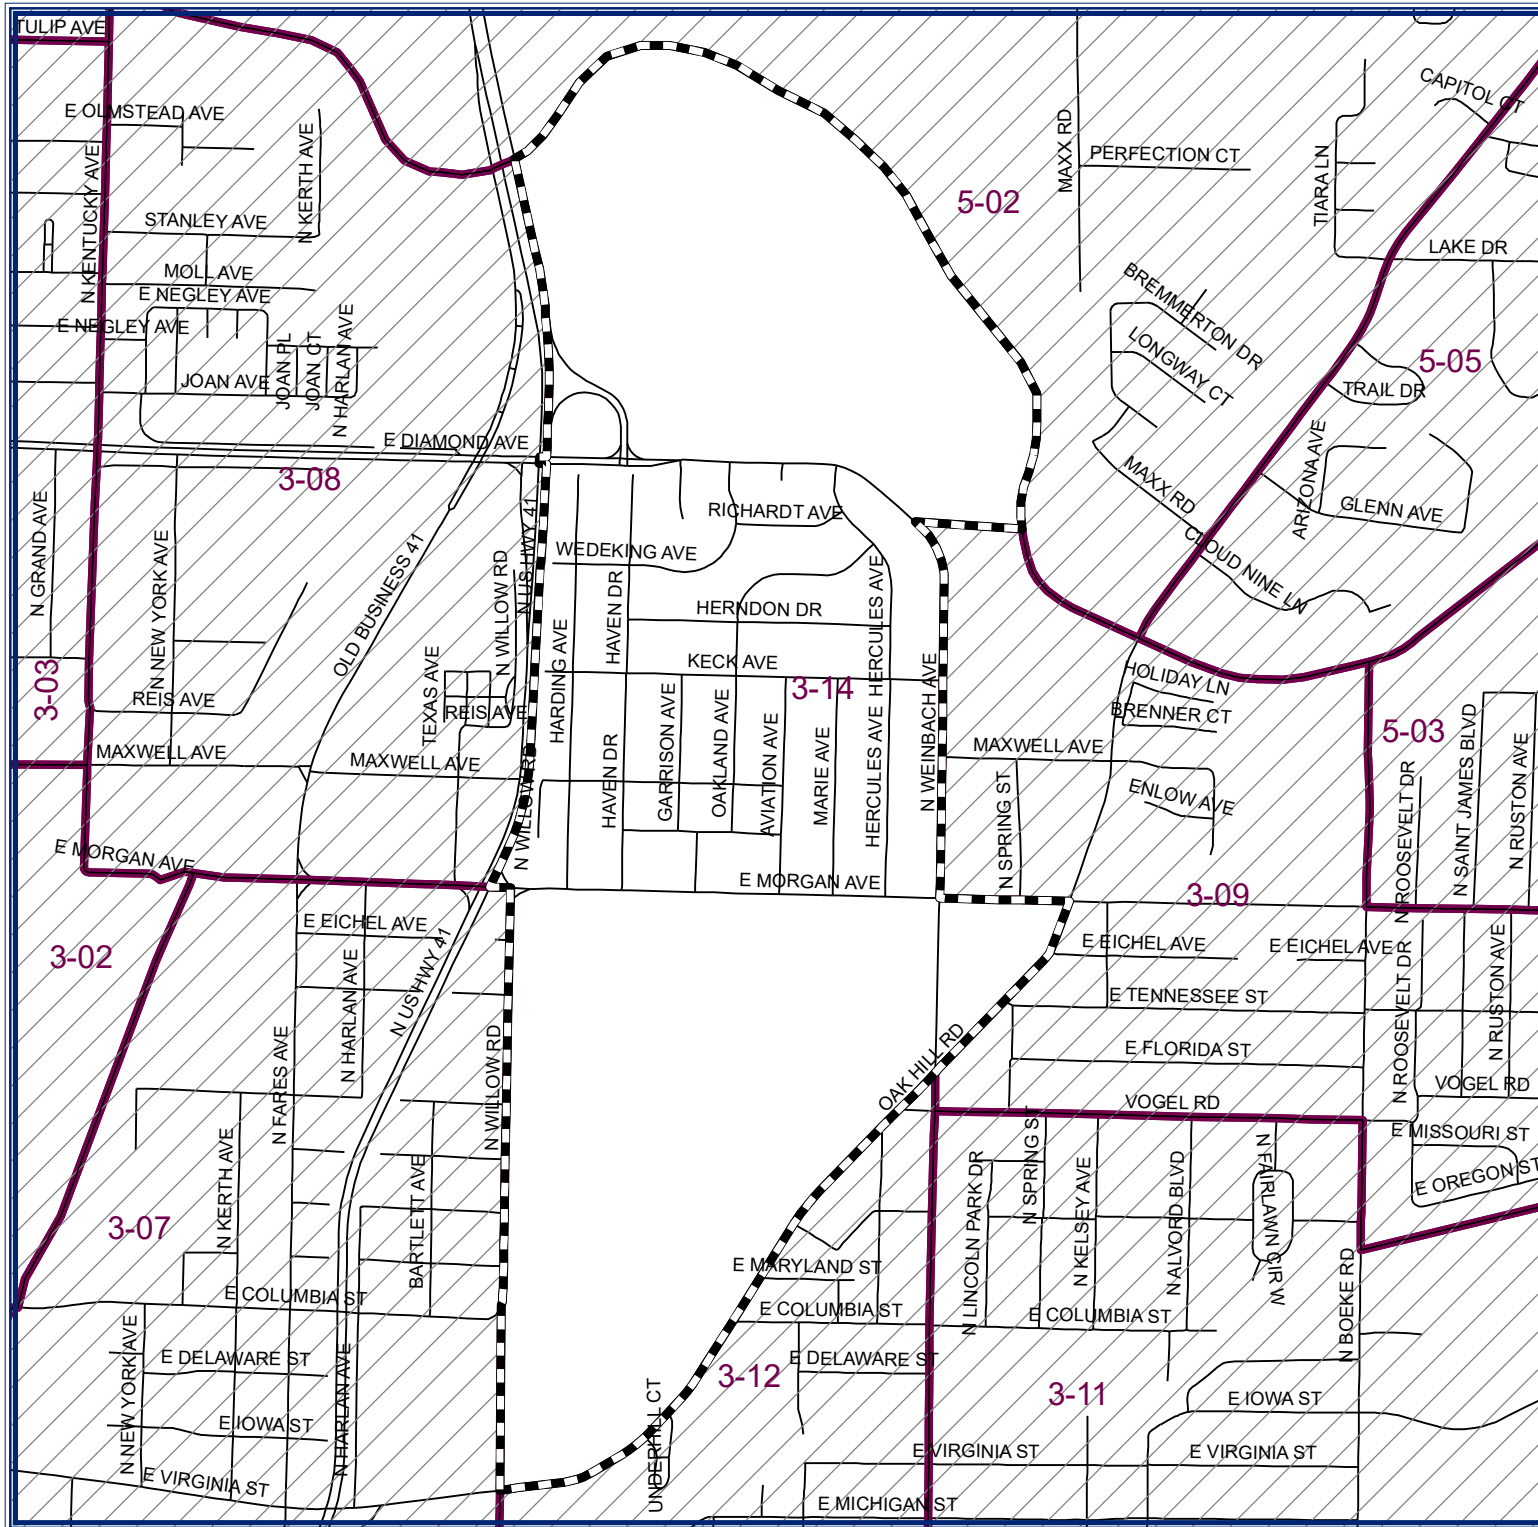 TULIP AVE
CAPITOL CT
E OLMSTEAD AVE
N KERTH AVE
MAXX RD
PERFECTION CT
TIARA LN
N KENTUCKY AVE
5-02
STANLEY AVE
LAKE DR
MOLL AVE
E NEGLEY AVE
BREMMERTON DR
E NEGLEY AVE
JOAN PL
JOAN CT
N HARLAN AVE
LONGWAY CT
5-05
JOAN AVE
TRAIL DR
E DIAMOND AVE
3-08
ARIZONA AVE
MAXX RD
N GRAND AVE
RICHARDT AVE
GLENN AVE
N US HWY 41
WEDEKING AVE
CLOUD NINE LN
N NEW YORK AVE
OLD BUSINESS 41
N WILLOW RD
HAVEN DR
HERNDON DR
HERCULES AVE
KECK AVE
3-14
3-03
REIS AVE
TEXAS AVE
REIS AVE
HARDING AVE
HOLIDAY LN
BRENNER CT
5-03
GARRISON AVE
OAKLAND AVE
AVIATION AVE
MARIE AVE
HERCULES AVE
N WEINBACH AVE
MAXWELL AVE
MAXWELL AVE
MAXWELL AVE
N WILLOW RD
HAVEN DR
N SPRING ST
ENLOW AVE
N ROOSEVELT DR
N SAINT JAMES BLVD
N RUSTON AVE
E MORGAN AVE
E MORGAN AVE
3-09
E EICHEL AVE
E EICHEL AVE
E EICHEL AVE
3-02
N US HWY 41
N HARLAN AVE
E TENNESSEE ST
N ROOSEVELT DR
N RUSTON AVE
N FARES AVE
N WILLOW RD
OAK HILL RD
E FLORIDA ST
VOGEL RD
VOGEL RD
E MISSOURI ST
N KERTH AVE
BARTLETT AVE
N LINCOLN PARK DR
N SPRING ST
N KELSEY AVE
N ALVORD BLVD
N FAIRLAWN CIR W
E OREGON ST
3-07
E MARYLAND ST
E COLUMBIA ST
E COLUMBIA ST
E COLUMBIA ST
N BOEKE RD
N NEW YORK AVE
E DELAWARE ST
N HARLAN AVE
E DELAWARE ST
3-12
3-11
E IOWA ST
E IOWA ST
UNDERHILL CT
E VIRGINIA ST
E VIRGINIA ST
E VIRGINIA ST
E MICHIGAN ST